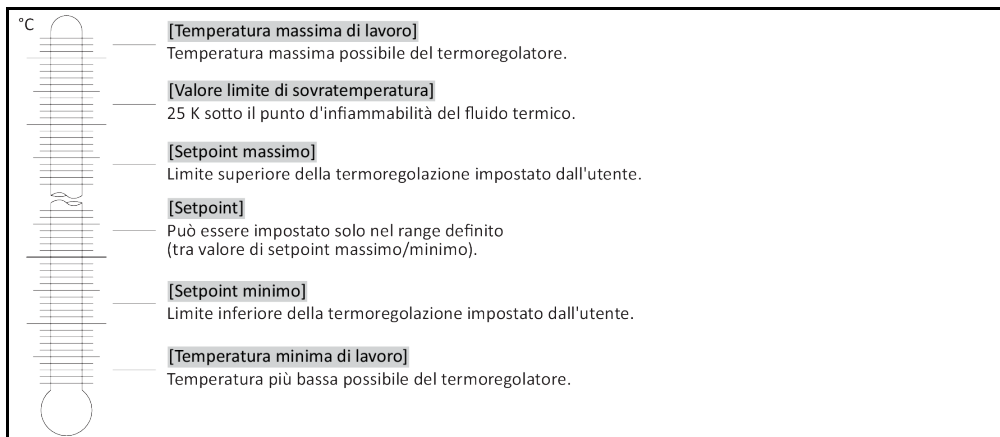 °C
[Temperatura massima di lavoro]
Temperatura massima possibile del termoregolatore.
[Valore limite di sovratemperatura]
25 K sotto il punto d'infiammabilità del fluido termico.
[Setpoint massimo]
Limite superiore della termoregolazione impostato dall'utente.
[Setpoint]
Può essere impostato solo nel range definito
(tra valore di setpoint massimo/minimo).
[Setpoint minimo]
Limite inferiore della termoregolazione impostato dall'utente.
[Temperatura minima di lavoro]
Temperatura più bassa possibile del termoregolatore.